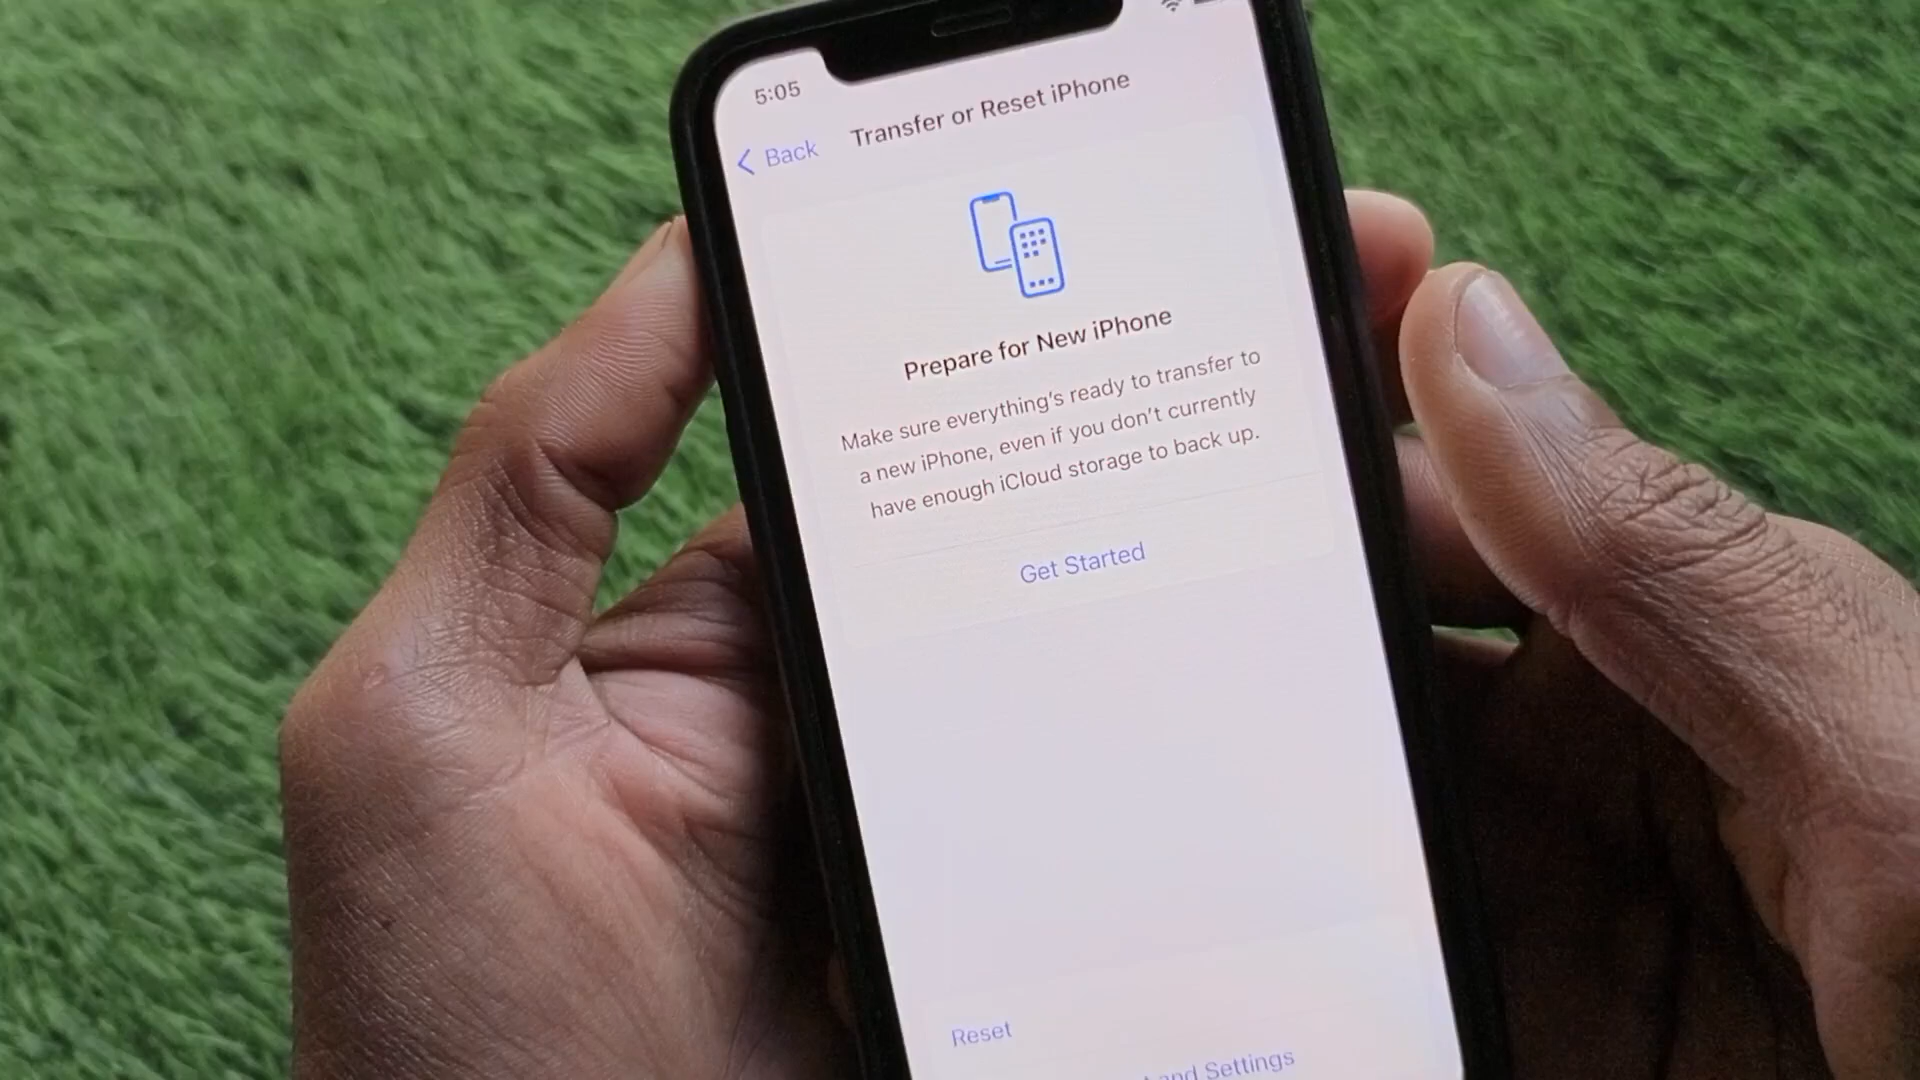 5:05
Transfer or Reset iPhone
Back
Prepare for New iPhone
Make sure everything's ready to transfer to
a new iPhone, even if you don't currently
have enough iCloud storage to back up.
Get Started
Reset
and Settings